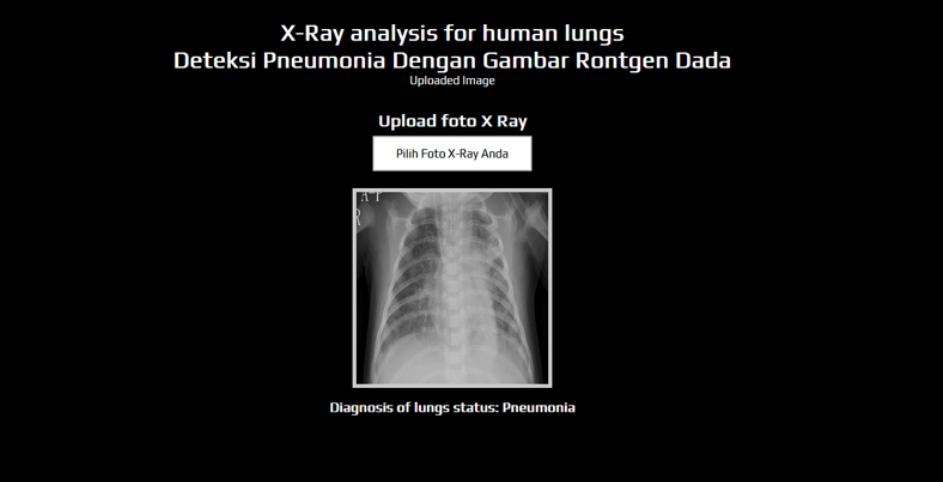 X-Ray analysis for human lungs
Deteksi Pneumonia Dengan Gambar Rontgen Dada
Uploaded Image
Upload foto X Ray
Pilih Foto X-Ray Anda
A-P
R
Diagnosis of lungs status: Pneumonia